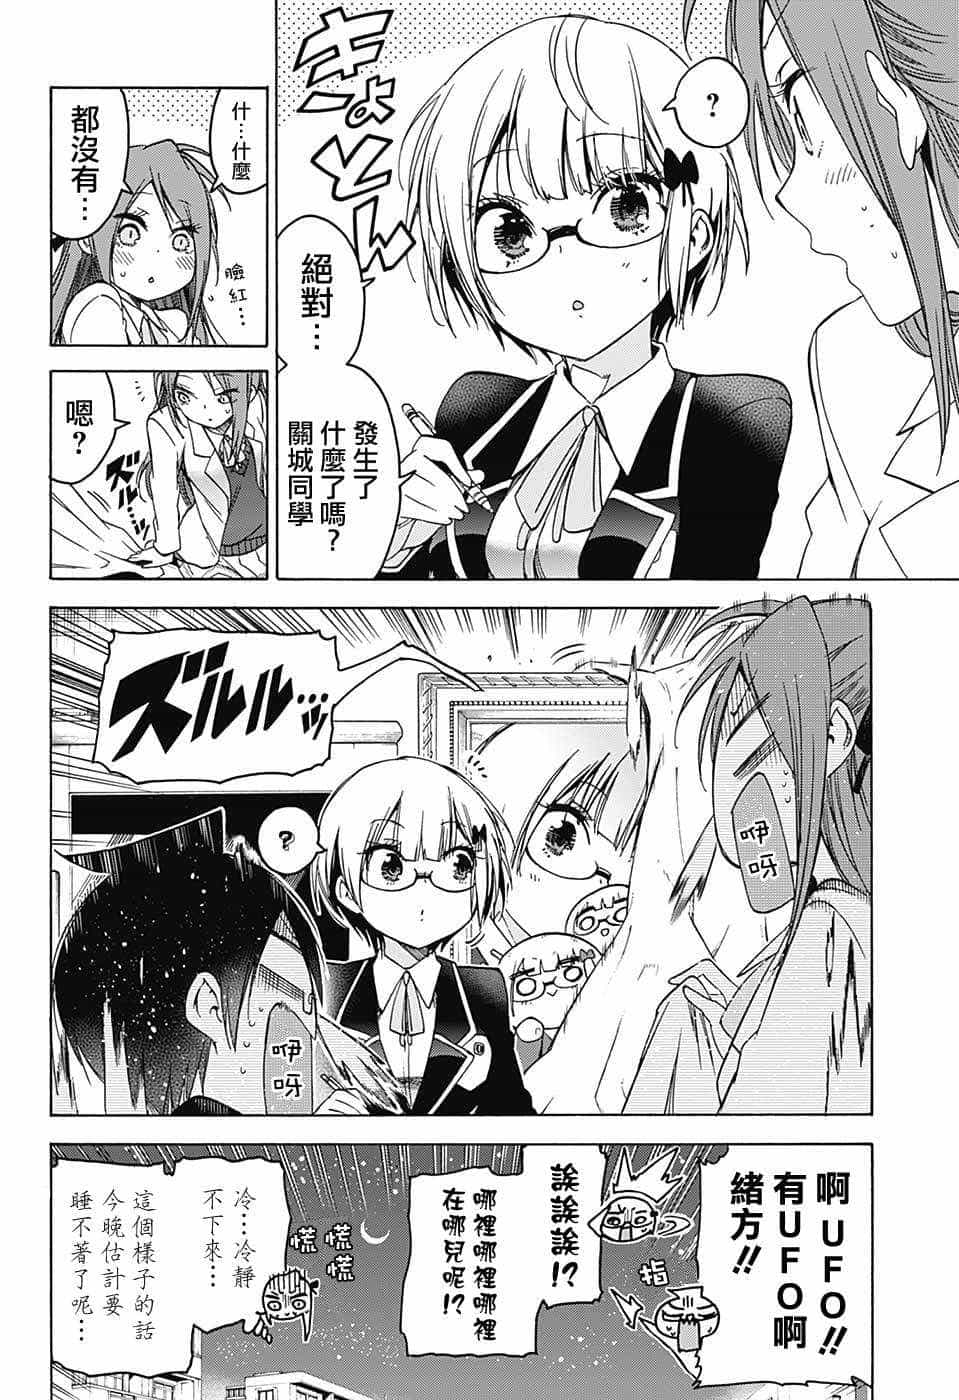 ？
きょとん
絕對…
發生了
什麼了嗎？
關城同學
什…什麼
都沒有…
臉
紅…
嗯？
ズルル…ッ
ズルル…ッ
？
咿
呀
咿
呀
啊 UFO!!
有UFO啊
緒方!!
指
誒誒誒!?
哪裡哪裡哪裡
在哪兒呢!?
慌慌
慌慌
冷…冷靜
不下來…
這個樣子的話
今晚估計要
睡不著了呢…